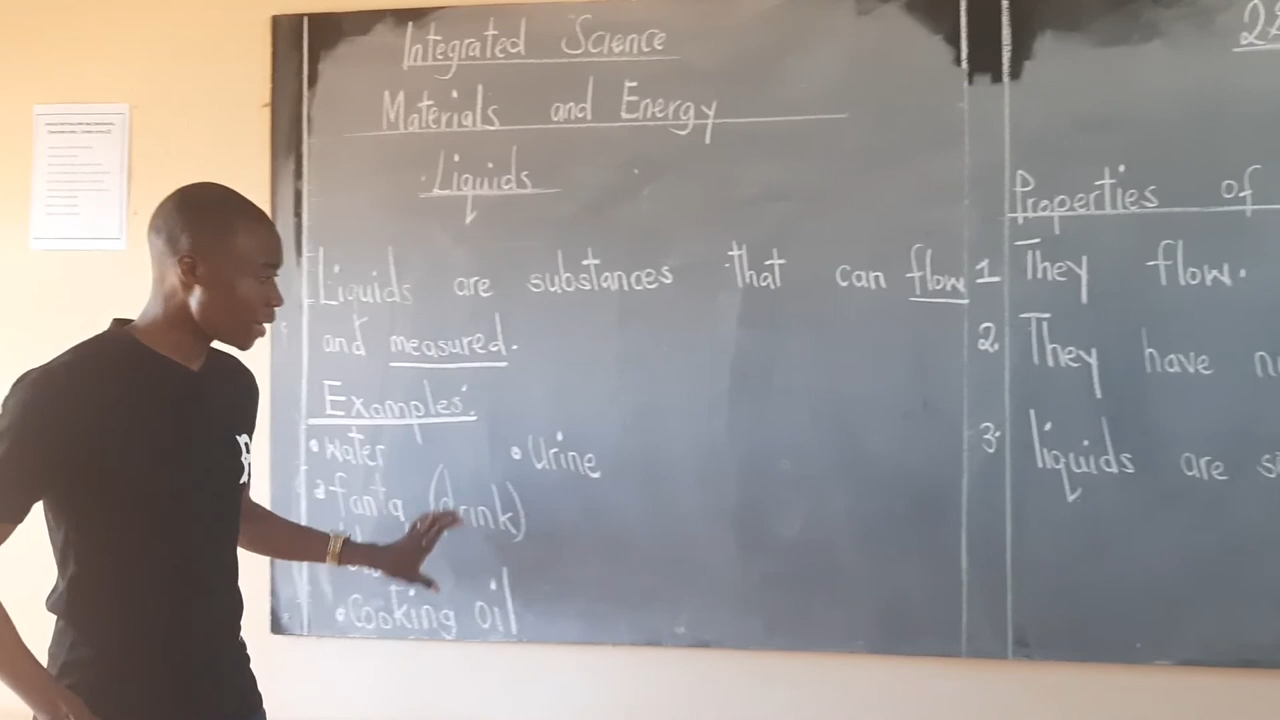 Integrated Science
Materials and Energy
Liquids
Liquids are substances that can flow
and measured.
Examples:
• water
• Urine
• fanta (drink)
• Cooking oil
Properties of
1 They flow.
2. They have
3. liquids are